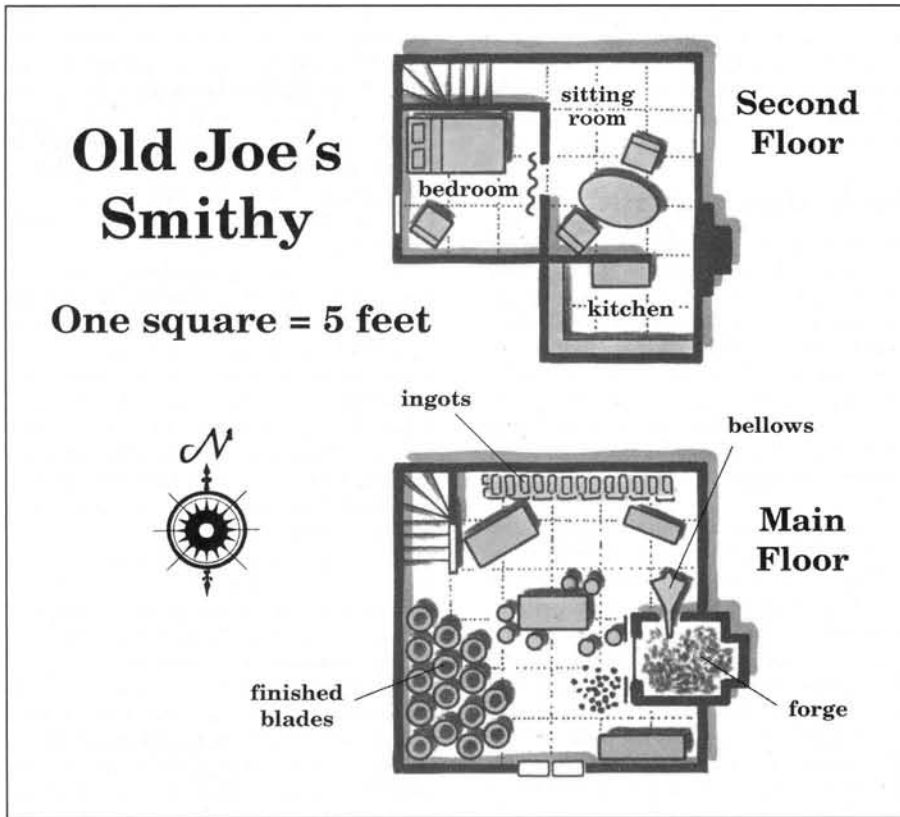 Old Joe's
Smithy
One square = 5 feet
N
sitting
room
bedroom
kitchen
Second
Floor
ingots
bellows
Main
Floor
finished
blades
forge